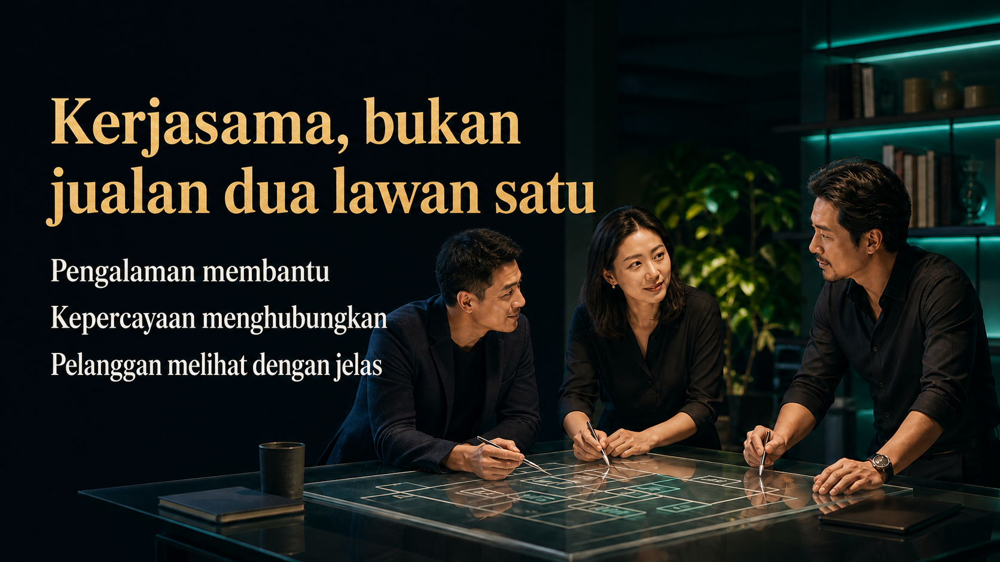 Kerjasama, bukan
jualan dua lawan satu
Pengalaman membantu
Kepercayaan menghubungkan
Pelanggan melihat dengan jelas